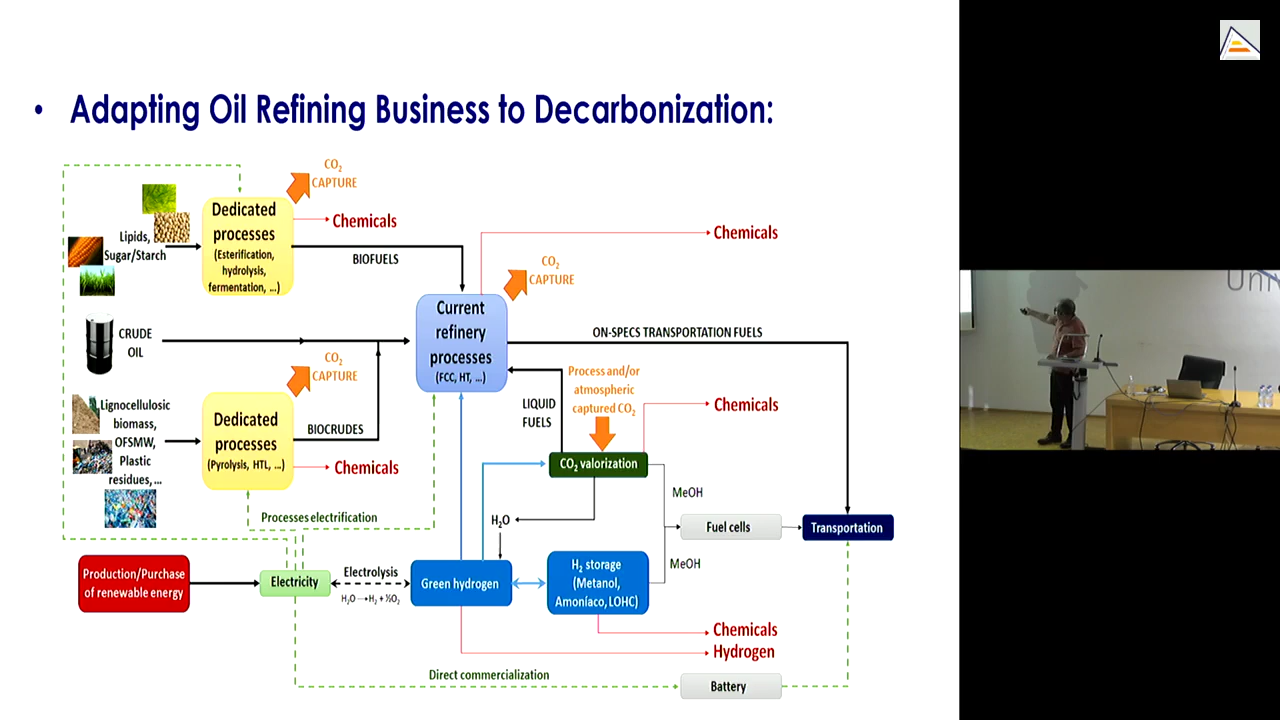 • Adapting Oil Refining Business to Decarbonization:
CO₂
CAPTURE
Dedicated
processes
(Esterification,
hydrolysis,
fermentation, ...)
Chemicals
Lipids,
Sugar/Starch
BIOFUELS
Chemicals
CO₂
CAPTURE
Current
refinery
processes
(FCC, HT, ...)
CRUDE
OIL
ON-SPECS TRANSPORTATION FUELS
CO₂
CAPTURE
Process and/or
atmospheric
captured CO₂
LIQUID
FUELS
Chemicals
Lignocellulosic
biomass,
OFSMW,
Plastic
residues, ...
Dedicated
processes
(Pyrolysis, HTL, ...)
BIOCRUDES
Chemicals
CO₂ valorization
MeOH
Processes electrification
H₂O
Fuel cells
Transportation
MeOH
Production/Purchase
of renewable energy
Electricity
Electrolysis
H₂O → H₂ + ½O₂
Green hydrogen
H₂ storage
(Metanol,
Amoníaco, LOHC)
Chemicals
Hydrogen
Direct commercialization
Battery
Univ